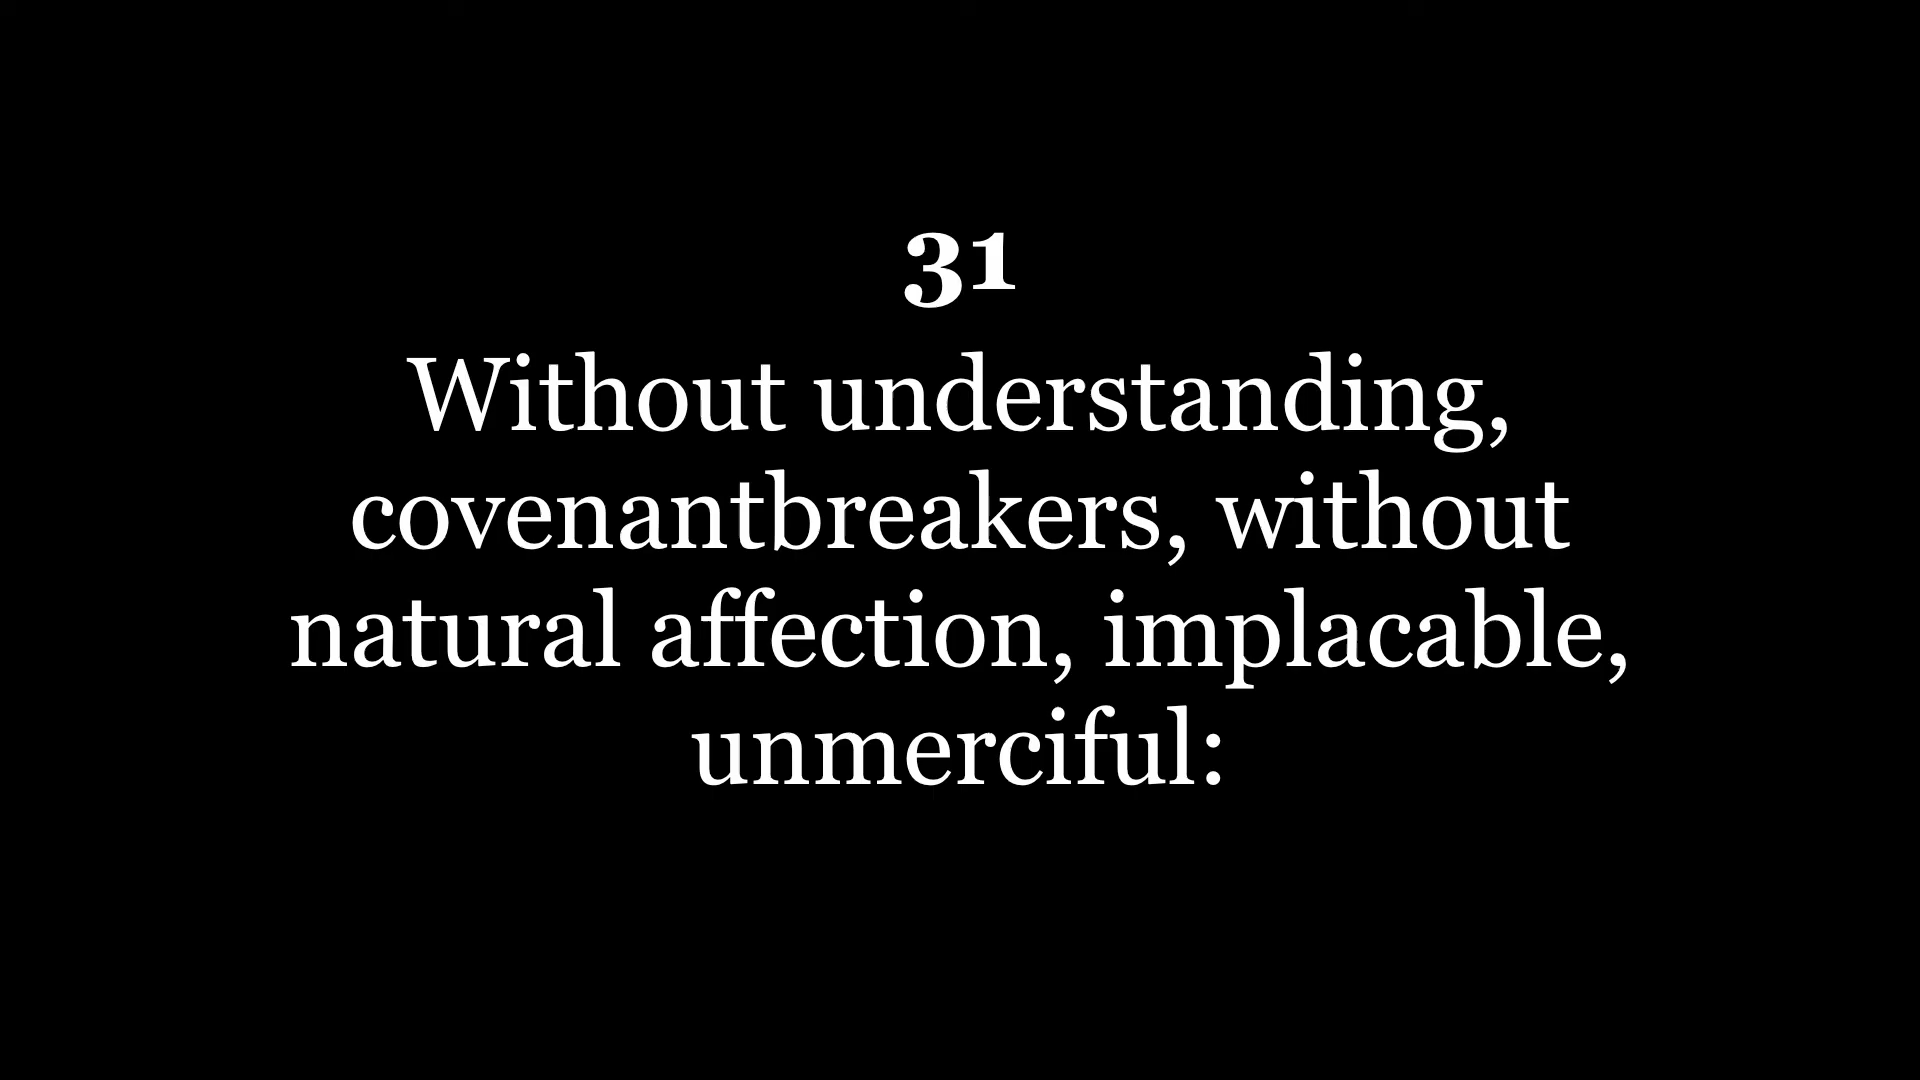 31
Without understanding,
covenantbreakers, without
natural affection, implacable,
unmerciful: